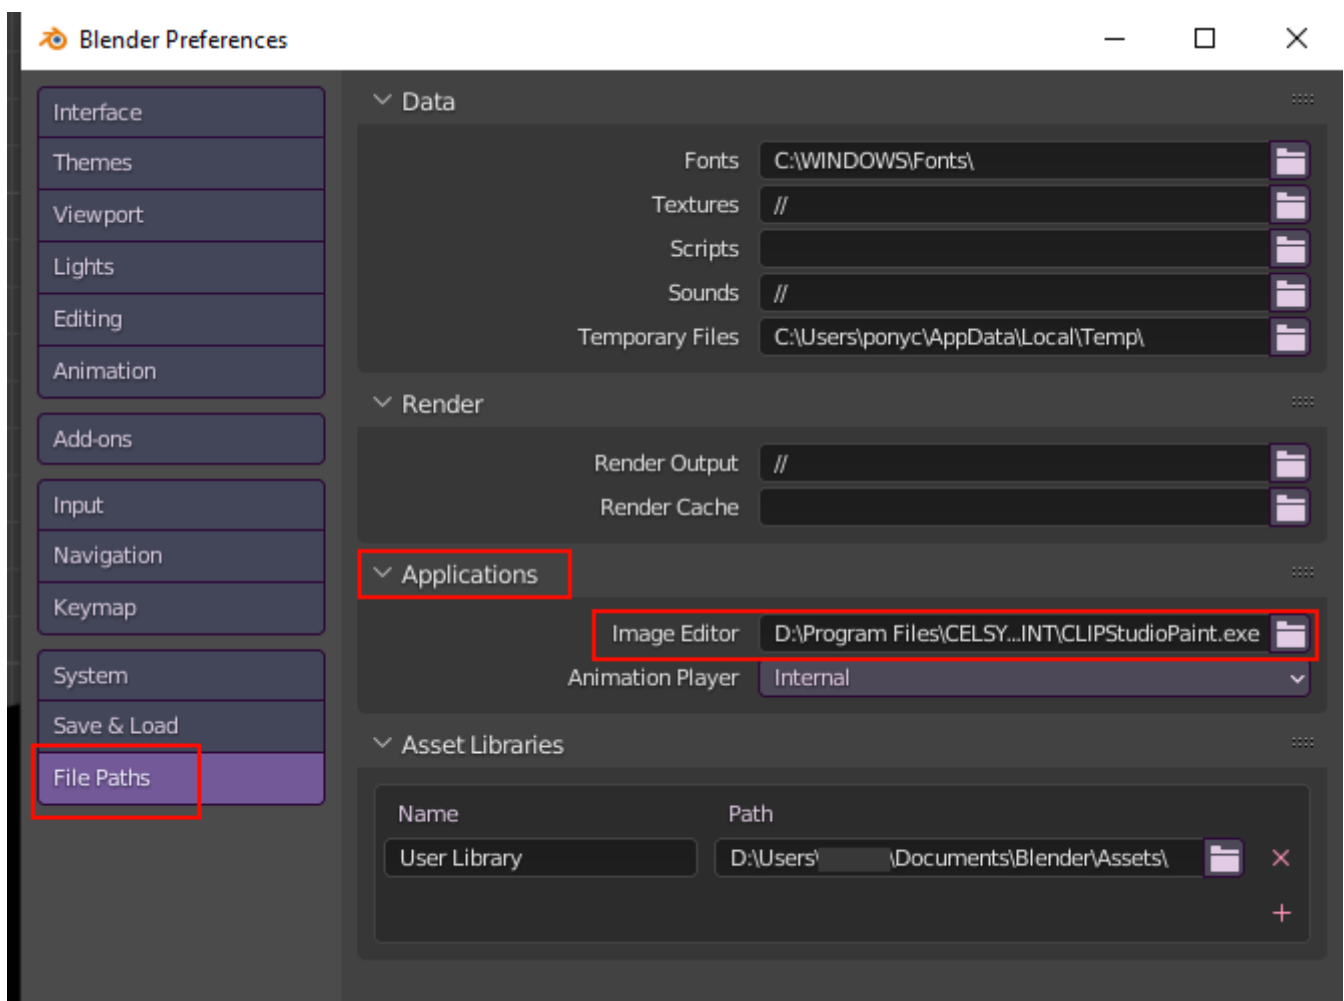 Blender Preferences
Interface
Themes
Viewport
Lights
Editing
Animation
Add-ons
Input
Navigation
Keymap
System
Save & Load
File Paths
Data
Fonts C:\WINDOWS\Fonts\
Textures //
Scripts
Sounds //
Temporary Files C:\Users\ponyc\AppData\Local\Temp\
Render
Render Output //
Render Cache
Applications
Image Editor D:\Program Files\CELSY...INT\CLIPStudioPaint.exe
Animation Player Internal
Asset Libraries
Name Path
User Library D:\Users\ \Documents\Blender\Assets\